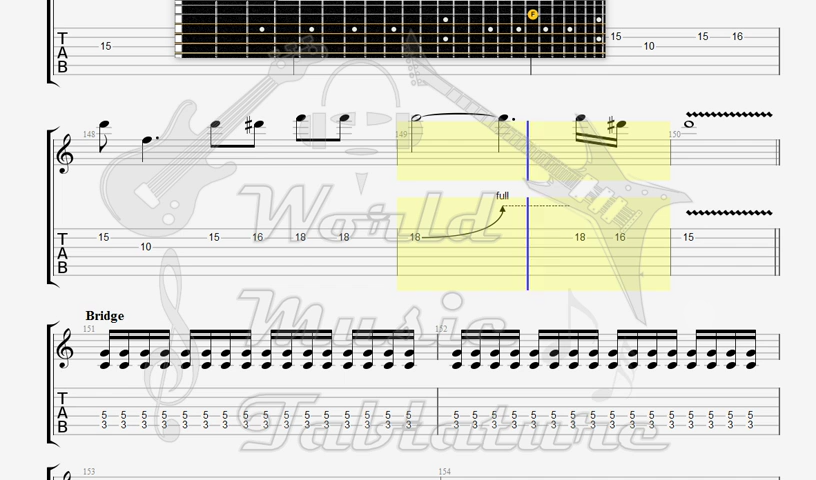 F
T 15 15 10 15 16
A
B
148 149 150
full
T 15 10 15 16 18 18 18 18 16 15
A
B
World
Bridge
151 152
Music
T
A 5 5 5 5 5 5 5 5 5 5 5 5 5 5 5 5 5 5 5 5 5 5 5 5 5 5 5 5 5 5 5 5
B 3 3 3 3 3 3 3 3 3 3 3 3 3 3 3 3 3 3 3 3 3 3 3 3 3 3 3 3 3 3 3 3
Tablature
153 154